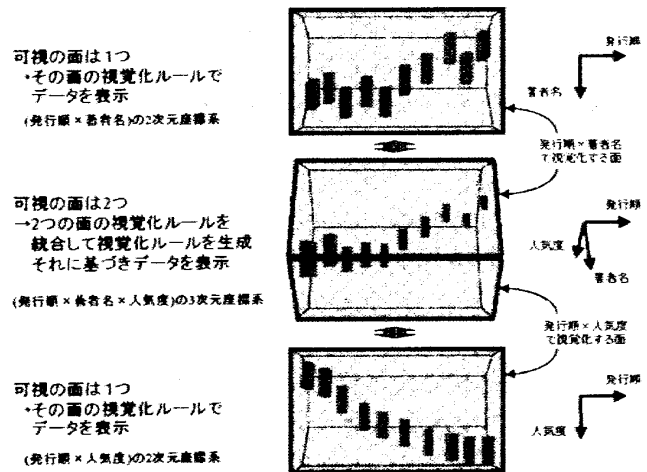 可視の面は1つ
→その面の視覚化ルールで
データを表示
(発行順×著者名)の2次元座標系
発行順
著者名
発行順×著者名
で視覚化する面
可視の面は2つ
→2つの面の視覚化ルールを
統合して視覚化ルールを生成
それに基づきデータを表示
(発行順×著者名×人気度)の3次元座標系
発行順
人気度
著者名
発行順×人気度
で視覚化する面
可視の面は1つ
→その面の視覚化ルールで
データを表示
(発行順×人気度)の2次元座標系
発行順
人気度